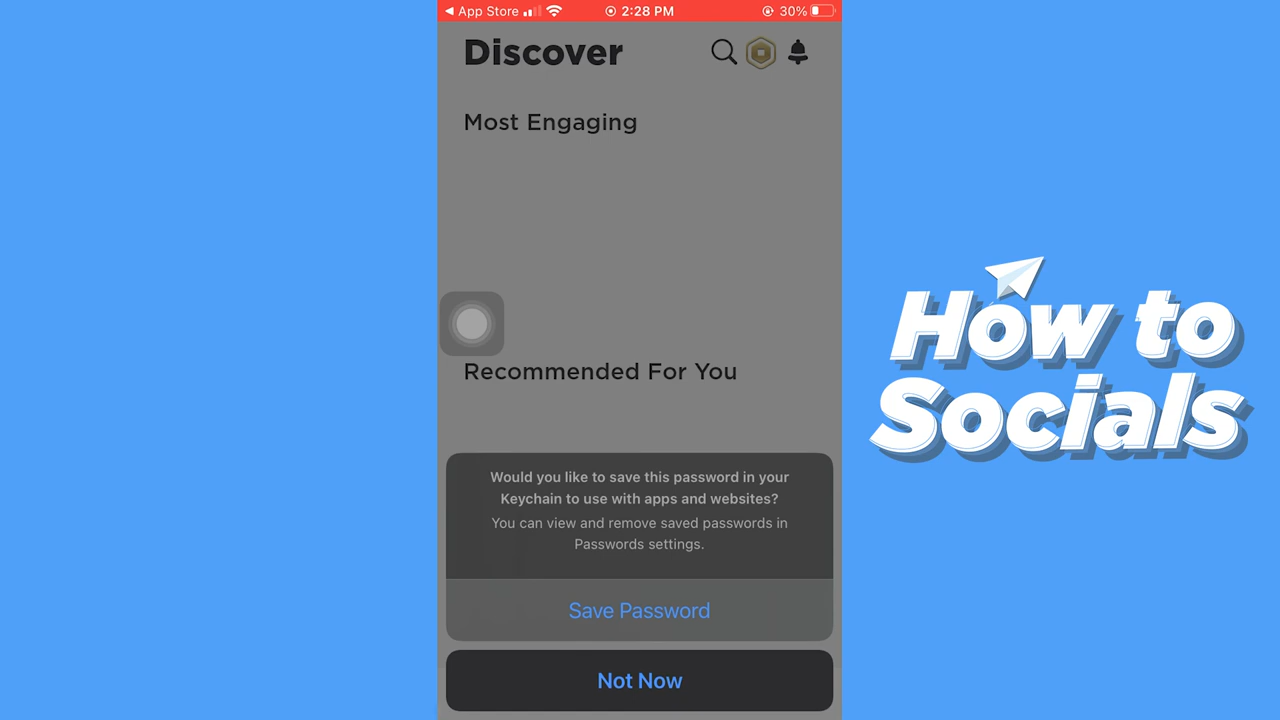 App Store
2:28 PM
30%
Discover
Most Engaging
Recommended For You
Would you like to save this password in your
Keychain to use with apps and websites?
You can view and remove saved passwords in
Passwords settings.
Save Password
Not Now
How to
Socials